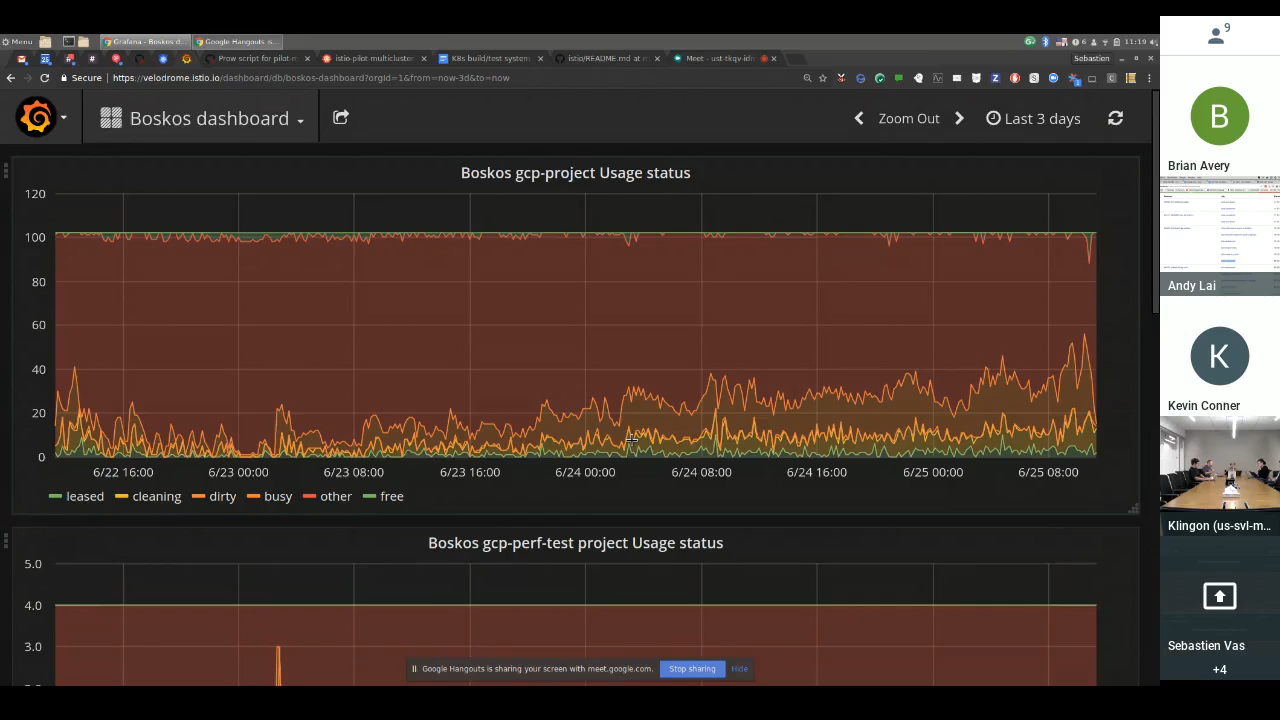 Menu
Grafana - Boskos d...
Google Hangouts is...
6
11:19
Prow script for pilot-m
istio-pilot-multicluster
K8s build/test system
istio/README.md at m
Meet - ust-tkqv-idm
Sebastien
Secure
https://velodrome.istio.io/dashboard/db/boskos-dashboard?orgId=1&from=now-3d&to=now
Boskos dashboard
Zoom Out
Last 3 days
Boskos gcp-project Usage status
120
100
80
60
40
20
0
6/22 16:00
6/23 00:00
6/23 08:00
6/23 16:00
6/24 00:00
6/24 08:00
6/24 16:00
6/25 00:00
6/25 08:00
leased
cleaning
dirty
busy
other
free
Boskos gcp-perf-test project Usage status
5.0
4.0
3.0
Google Hangouts is sharing your screen with meet.google.com.
Stop sharing
Hide
9
B
Brian Avery
Andy Lai
K
Kevin Conner
Klingon (us-svl-m...
Sebastien Vas
+4